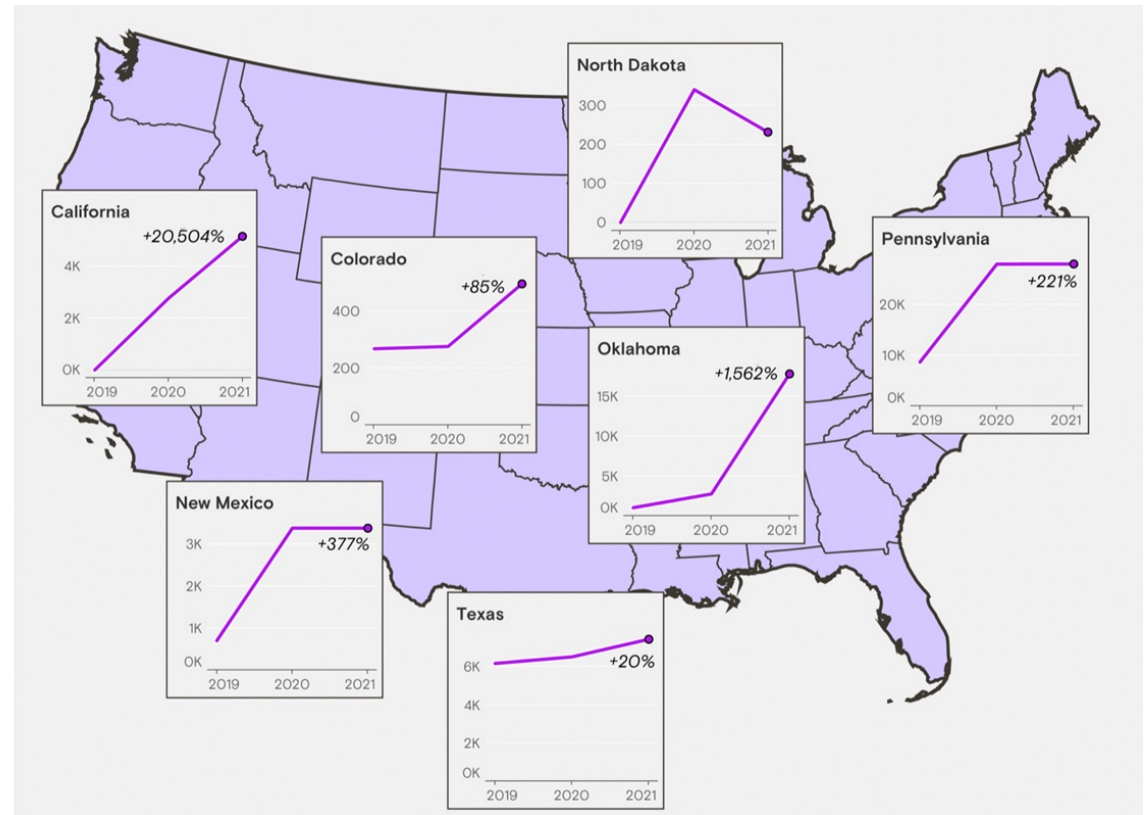 North Dakota
300
200
100
0
2019 2020 2021
California
+20,504%
4K
2K
0K
2019 2020 2021
Colorado
+85%
400
200
0
2019 2020 2021
Pennsylvania
+221%
20K
10K
0K
2019 2020 2021
Oklahoma
+1,562%
15K
10K
5K
0K
2019 2020 2021
New Mexico
3K
+377%
2K
1K
0K
2019 2020 2021
Texas
6K
+20%
4K
2K
0K
2019 2020 2021